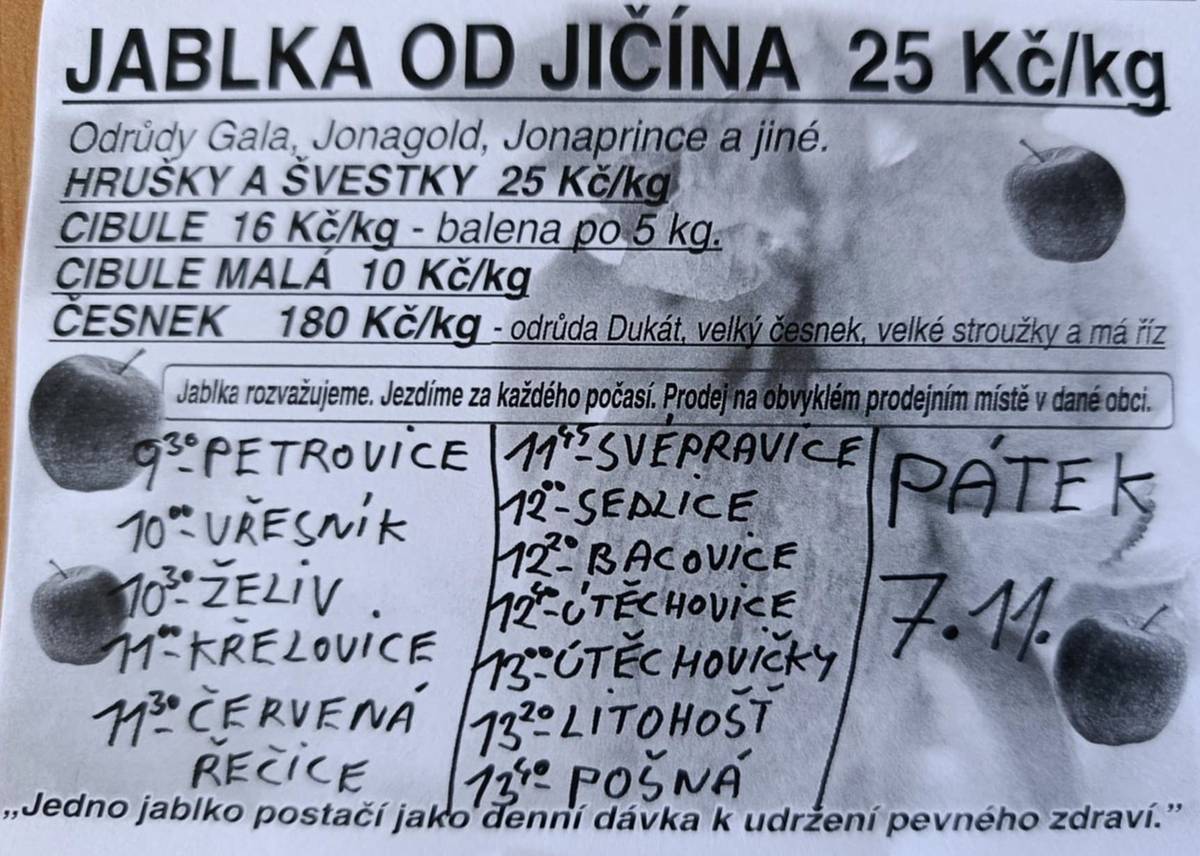 JABLKA OD JIČÍNA 25 Kč/kg
Odrůdy Gala, Jonagold, Jonaprince a jiné.
HRUŠKY A ŠVESTKY 25 Kč/kg
CIBULE 16 Kč/kg - balena po 5 kg.
CIBULE MALÁ 10 Kč/kg
ČESNEK 180 Kč/kg - odrůda Dukát, velký česnek, velké stroužky a má říz
Jablka rozvažujeme. Jezdíme za každého počasí. Prodej na obvyklém prodejním místě v dané obci.
9³⁰-PETROVICE
10⁰⁰-VŘESNÍK
10³⁰-ŽELIV.
11⁰⁰-KŘELOVICE
11³⁰-ČERVENÁ
ŘEČICE
11⁴⁵-SVÉPRAVICE
12⁰⁰-SEDLICE
12²⁰-BACOVICE
12⁴⁰-ÚTĚCHOVICE
13⁰⁰-ÚTĚCHOVIČKY
13²⁰-LITOHOŠŤ
13⁴⁰-POŠNÁ
PÁTEK
7.11.
„Jedno jablko postačí jako denní dávka k udržení pevného zdraví.”